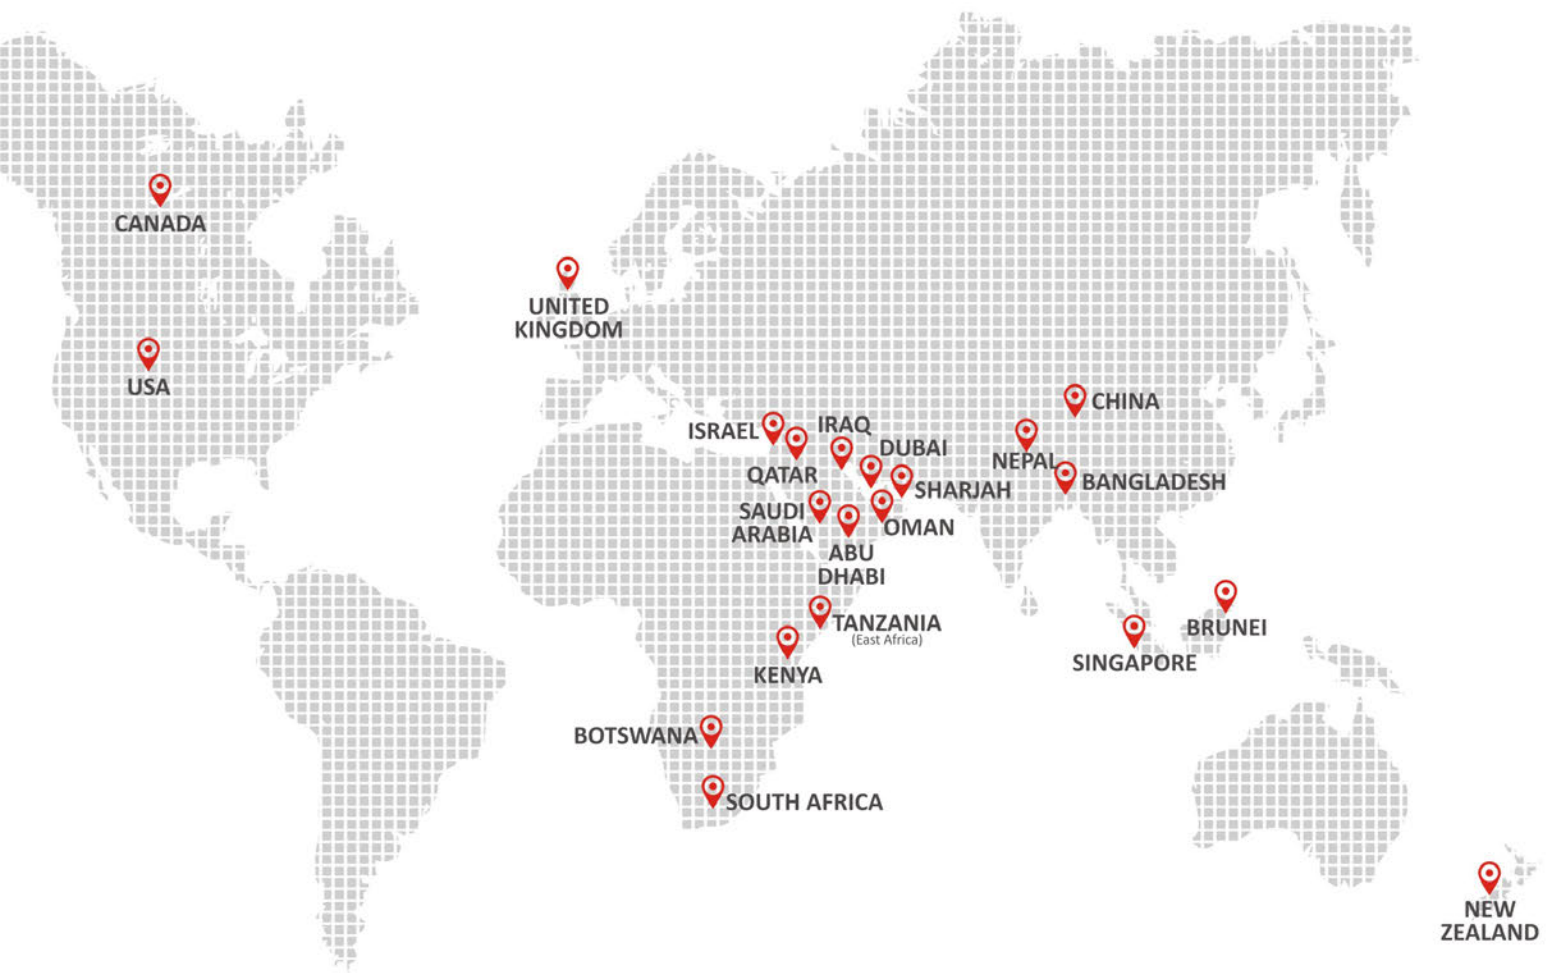 CANADA
UNITED
KINGDOM
USA
CHINA
ISRAEL
IRAQ
DUBAI
NEPAL
QATAR
BANGLADESH
SHARJAH
SAUDI
ARABIA
OMAN
ABU
DHABI
TANZANIA
(East Africa)
BRUNEI
SINGAPORE
KENYA
BOTSWANA
SOUTH AFRICA
NEW
ZEALAND